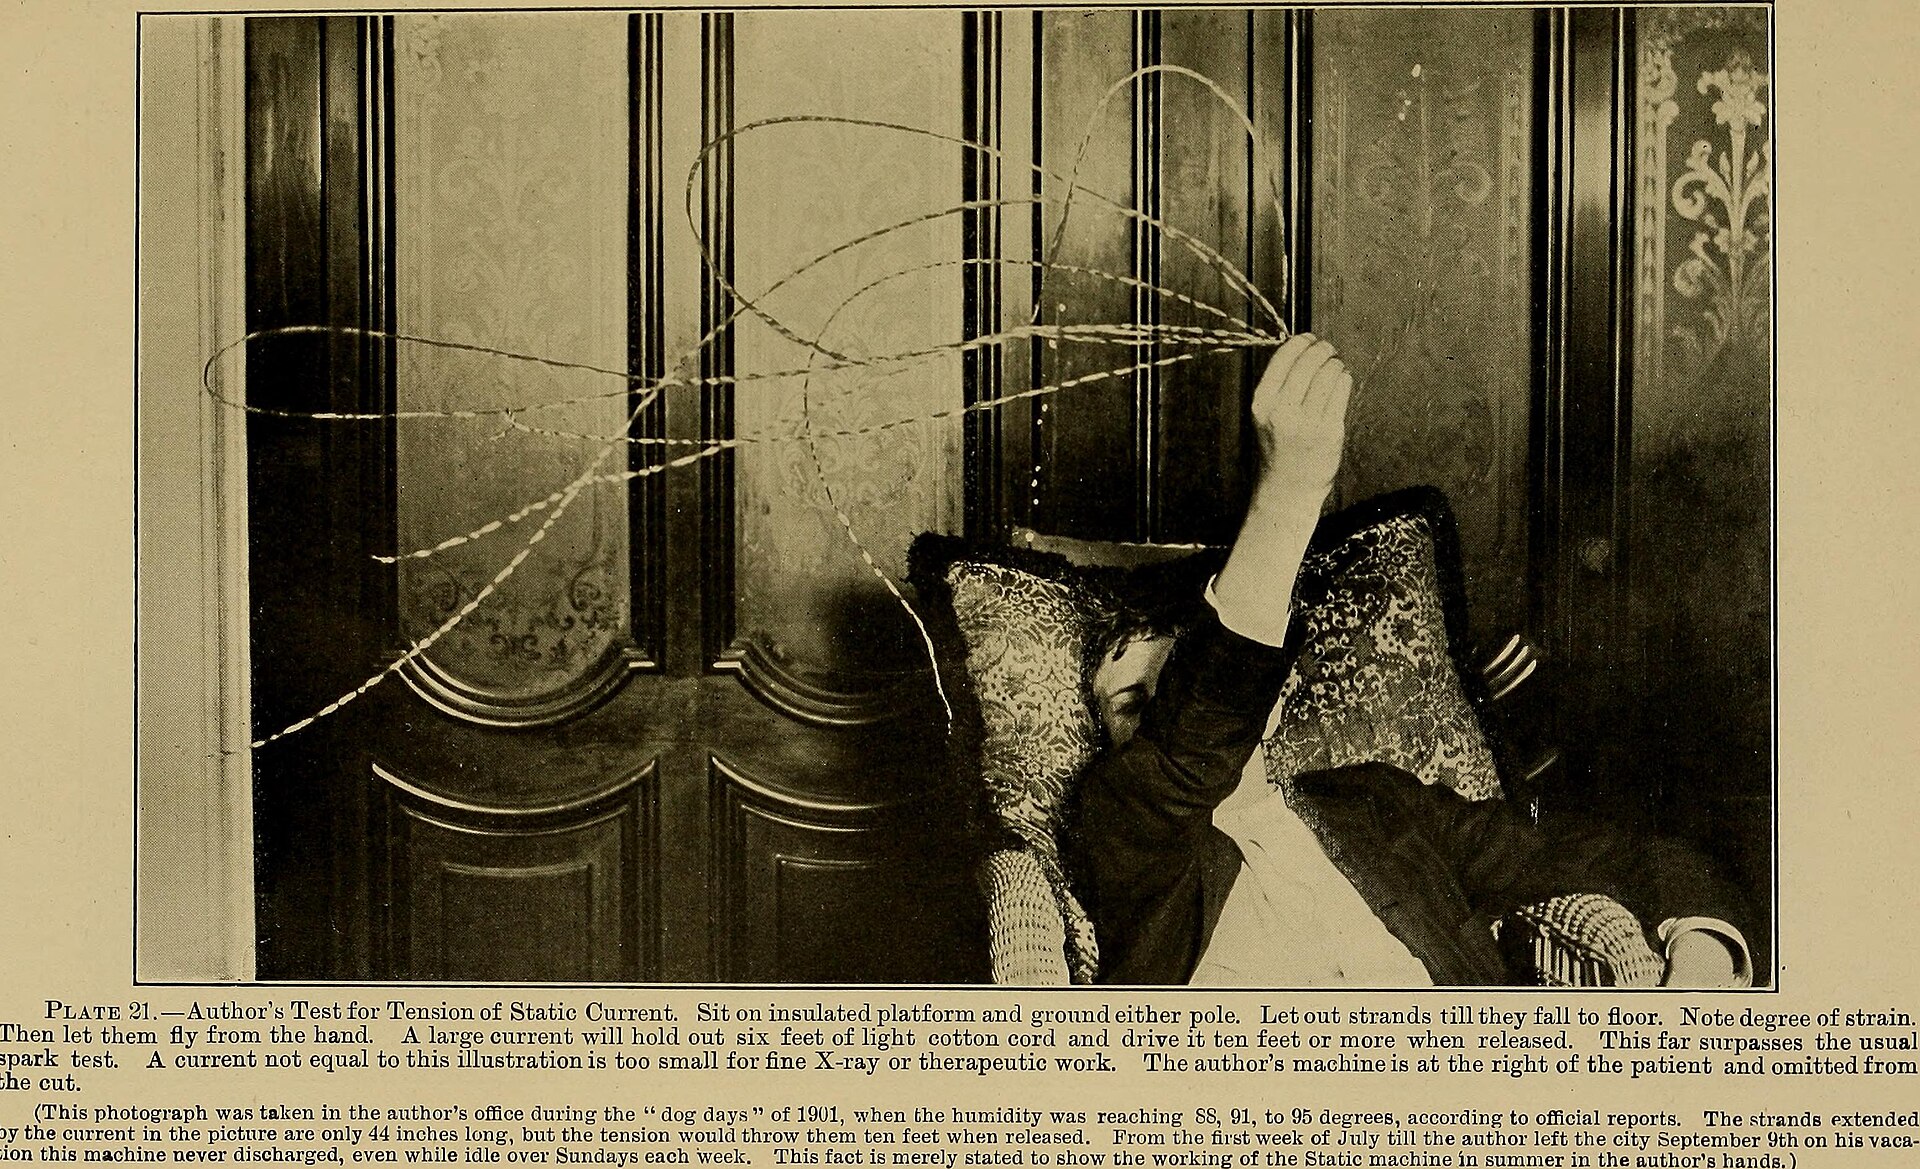 PLATE 21.—Author's Test for Tension of Static Current. Sit on insulated platform and ground either pole. Let out strands till they fall to floor. Note degree of strain.
Then let them fly from the hand. A large current will hold out six feet of light cotton cord and drive it ten feet or more when released. This far surpasses the usual
spark test. A current not equal to this illustration is too small for fine X-ray or therapeutic work. The author's machine is at the right of the patient and omitted from
the cut.
(This photograph was taken in the author's office during the “ dog days ” of 1901, when the humidity was reaching 88, 91, to 95 degrees, according to official reports. The strands extended
by the current in the picture are only 44 inches long, but the tension would throw them ten feet when released. From the first week of July till the author left the city September 9th on his vaca-
tion this machine never discharged, even while idle over Sundays each week. This fact is merely stated to show the working of the Static machine in summer in the author's hands.)